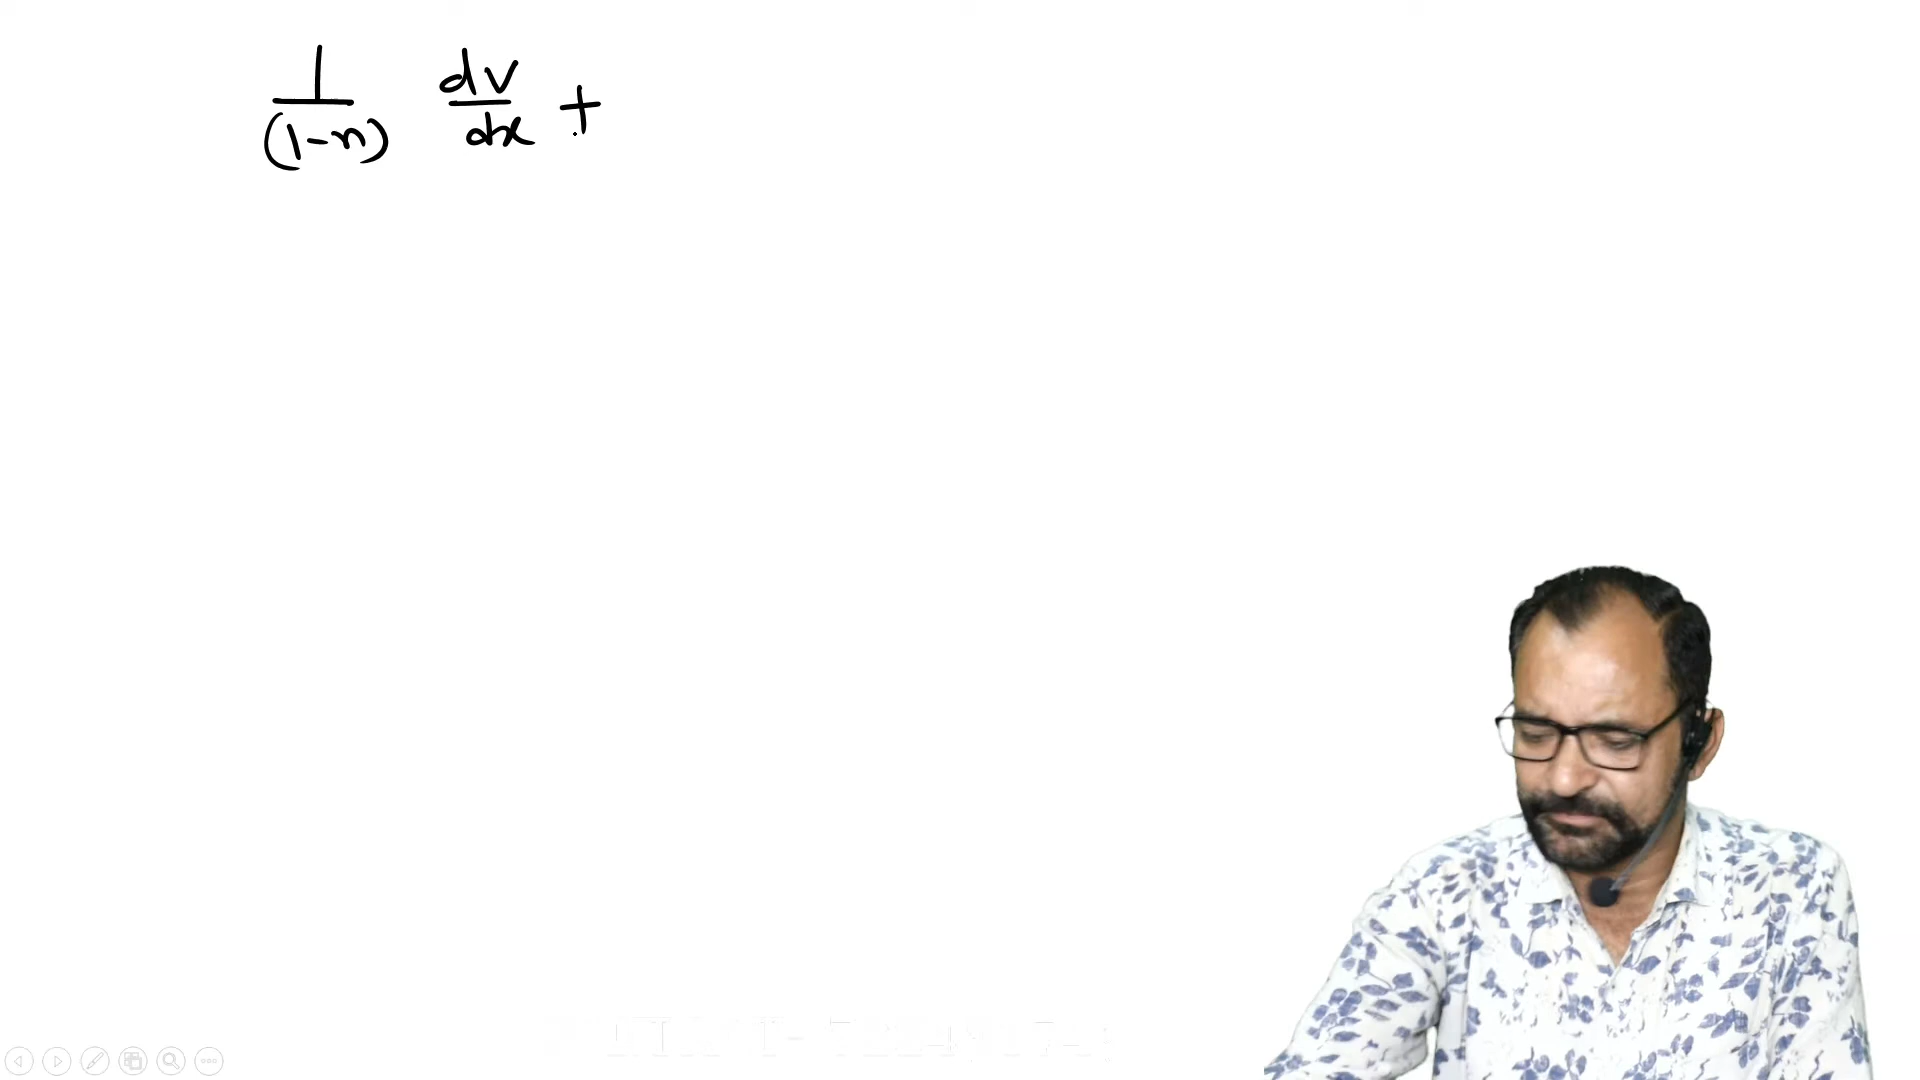 1/(1-n) dv/dx +